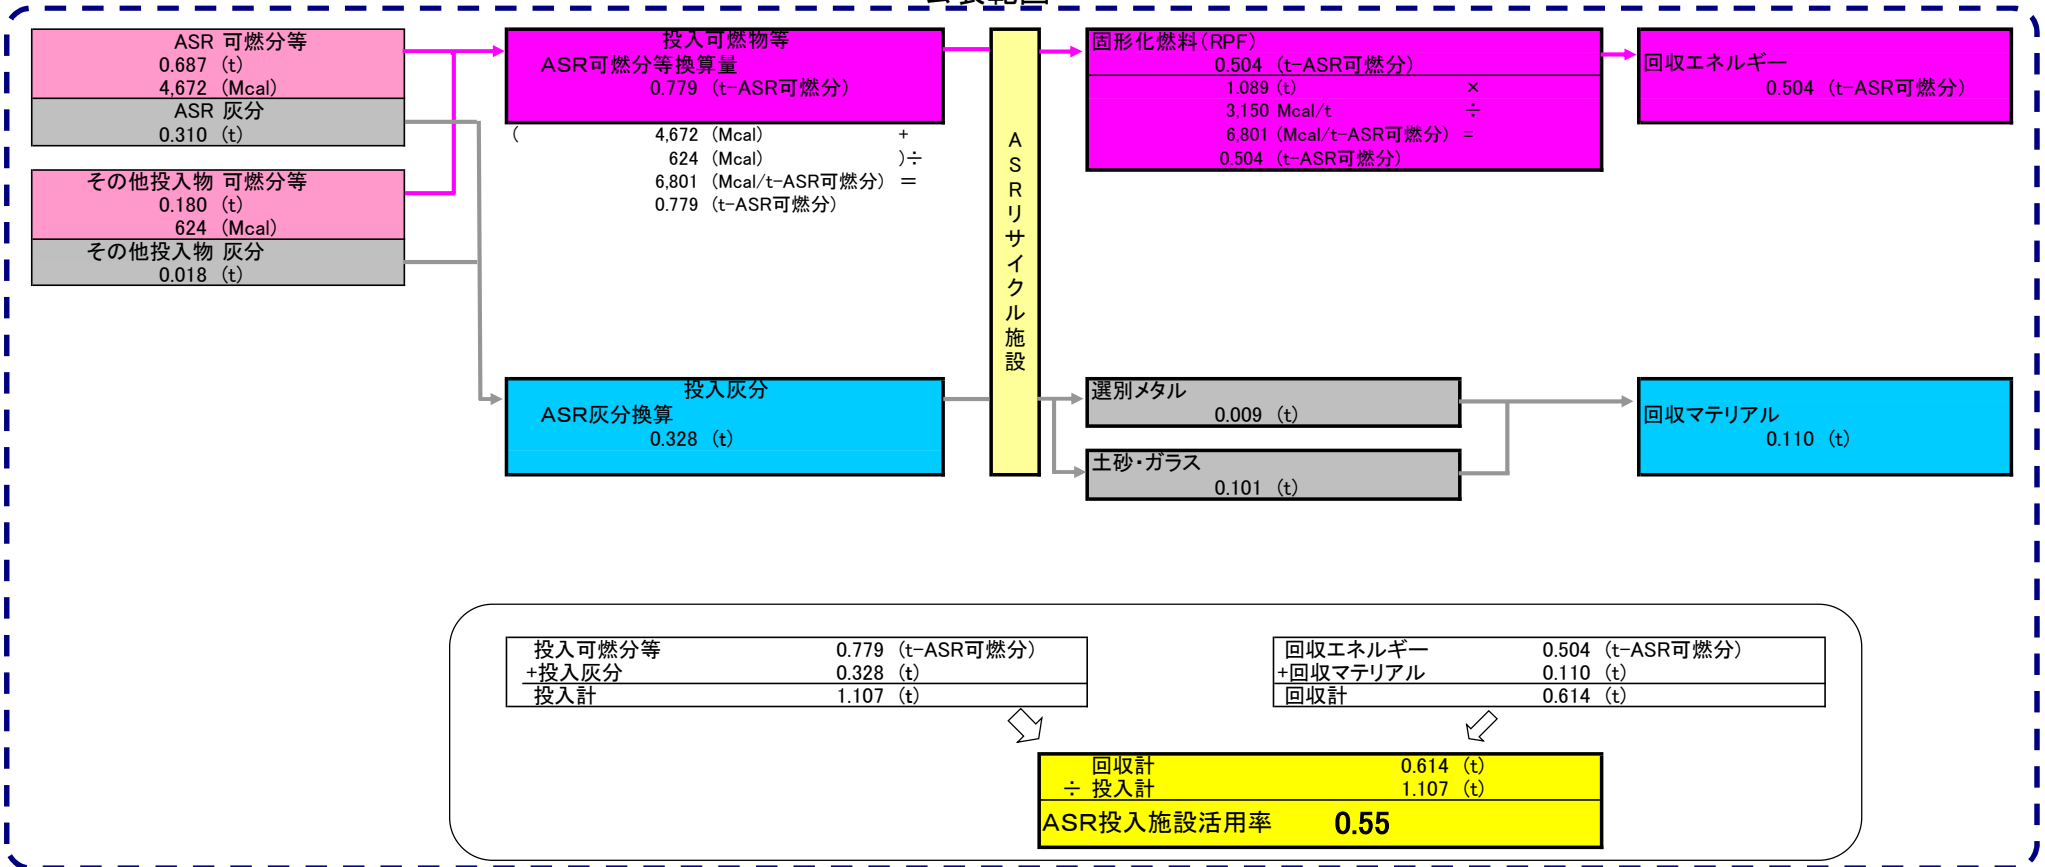 ASR 可燃分等
0.687 (t)
4,672 (Mcal)
ASR 灰分
0.310 (t)
その他投入物 可燃分等
0.180 (t)
624 (Mcal)
その他投入物 灰分
0.018 (t)
投入可燃物等
ASR可燃分等換算量
0.779 (t-ASR可燃分)
( 4,672 (Mcal) +
624 (Mcal) )÷
6,801 (Mcal/t-ASR可燃分) =
0.779 (t-ASR可燃分)
投入灰分
ASR灰分換算
0.328 (t)
ASRリサイクル施設
固形化燃料(RPF)
0.504 (t-ASR可燃分)
1.089 (t) ×
3,150 Mcal/t ÷
6,801 (Mcal/t-ASR可燃分) =
0.504 (t-ASR可燃分)
選別メタル
0.009 (t)
土砂・ガラス
0.101 (t)
回収エネルギー
0.504 (t-ASR可燃分)
回収マテリアル
0.110 (t)
投入可燃分等 0.779 (t-ASR可燃分)
+投入灰分 0.328 (t)
投入計 1.107 (t)
回収エネルギー 0.504 (t-ASR可燃分)
+回収マテリアル 0.110 (t)
回収計 0.614 (t)
回収計 0.614 (t)
÷ 投入計 1.107 (t)
ASR投入施設活用率 0.55